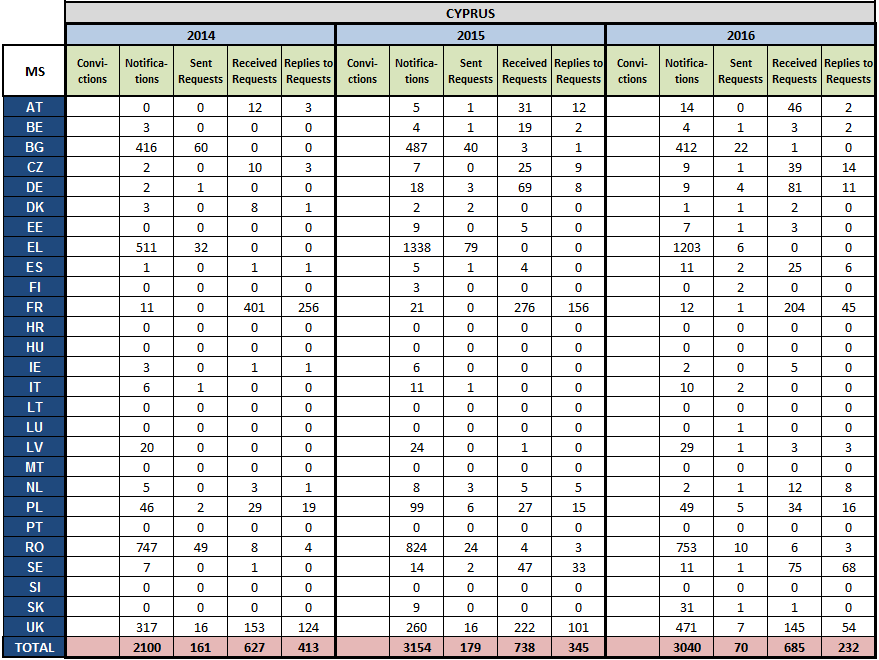 CYPRUS
2014 2015 2016
MS Convi-ctions Notifica-tions Sent Requests Received Requests Replies to Requests Convi-ctions Notifica-tions Sent Requests Received Requests Replies to Requests Convi-ctions Notifica-tions Sent Requests Received Requests Replies to Requests
AT 0 0 12 3 5 1 31 12 14 0 46 2
BE 3 0 0 0 4 1 19 2 4 1 3 2
BG 416 60 0 0 487 40 3 1 412 22 1 0
CZ 2 0 10 3 7 0 25 9 9 1 39 14
DE 2 1 0 0 18 3 69 8 9 4 81 11
DK 3 0 8 1 2 2 0 0 1 1 2 0
EE 0 0 0 0 9 0 5 0 7 1 3 0
EL 511 32 0 0 1338 79 0 0 1203 6 0 0
ES 1 0 1 1 5 1 4 0 11 2 25 6
FI 0 0 0 0 3 0 0 0 0 2 0 0
FR 11 0 401 256 21 0 276 156 12 1 204 45
HR 0 0 0 0 0 0 0 0 0 0 0 0
HU 0 0 0 0 0 0 0 0 0 0 0 0
IE 3 0 1 1 6 0 0 0 2 0 5 0
IT 6 1 0 0 11 1 0 0 10 2 0 0
LT 0 0 0 0 0 0 0 0 0 0 0 0
LU 0 0 0 0 0 0 0 0 0 1 0 0
LV 20 0 0 0 24 0 1 0 29 1 3 3
MT 0 0 0 0 0 0 0 0 0 0 0 0
NL 5 0 3 1 8 3 5 5 2 1 12 8
PL 46 2 29 19 99 6 27 15 49 5 34 16
PT 0 0 0 0 0 0 0 0 0 0 0 0
RO 747 49 8 4 824 24 4 3 753 10 6 3
SE 7 0 1 0 14 2 47 33 11 1 75 68
SI 0 0 0 0 0 0 0 0 0 0 0 0
SK 0 0 0 0 9 0 0 0 31 1 1 0
UK 317 16 153 124 260 16 222 101 471 7 145 54
TOTAL 2100 161 627 413 3154 179 738 345 3040 70 685 232